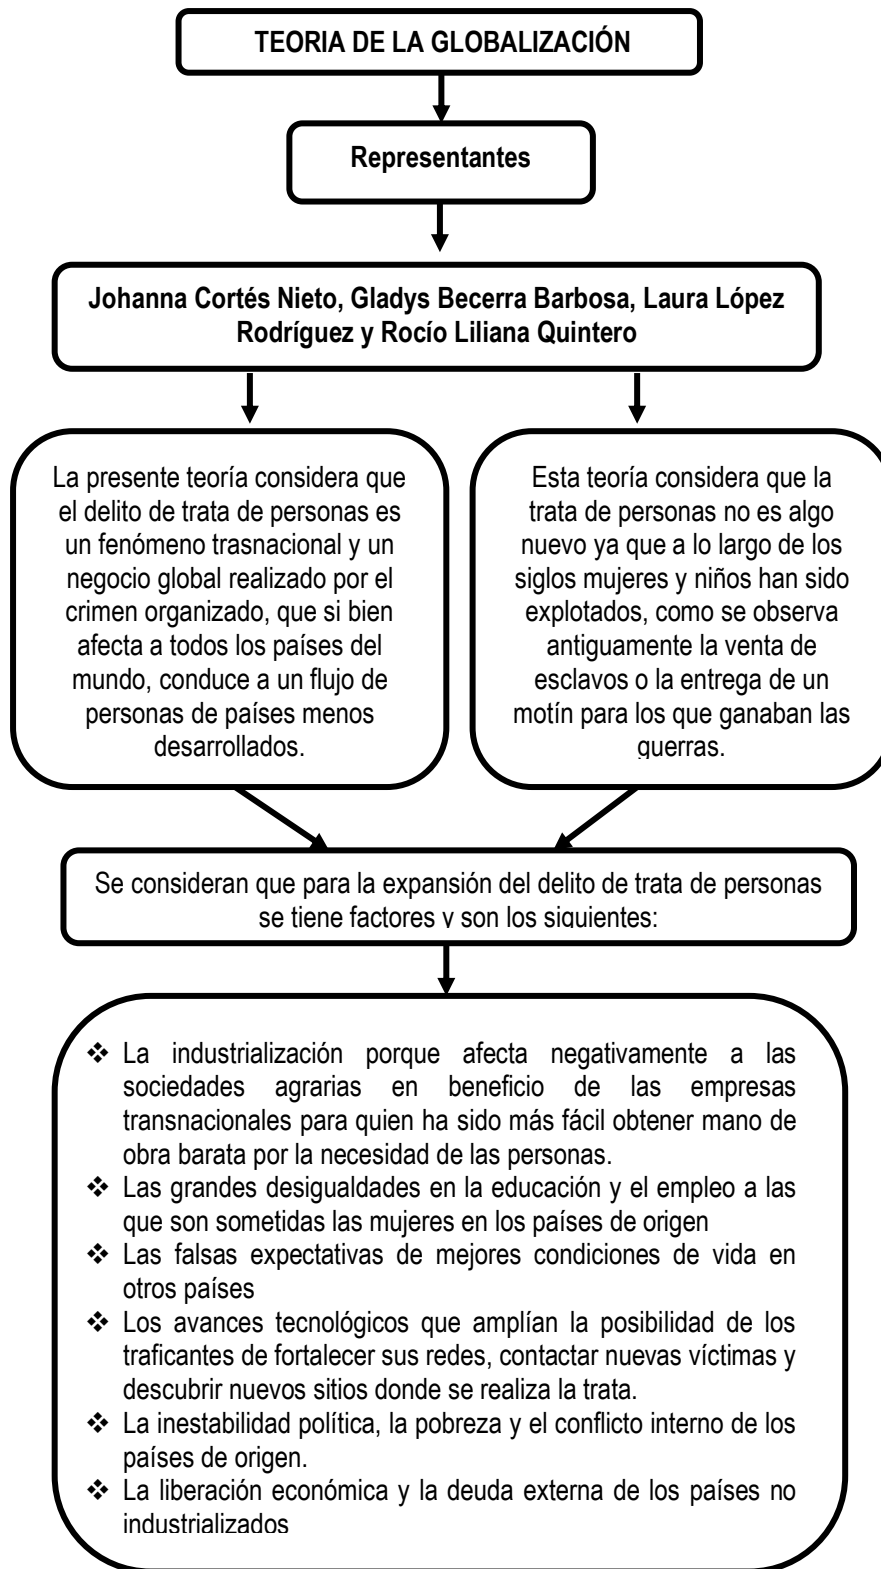 TEORIA DE LA GLOBALIZACIÓN
Representantes
Johanna Cortés Nieto, Gladys Becerra Barbosa, Laura López
Rodríguez y Rocío Liliana Quintero
La presente teoría considera que
el delito de trata de personas es
un fenómeno trasnacional y un
negocio global realizado por el
crimen organizado, que si bien
afecta a todos los países del
mundo, conduce a un flujo de
personas de países menos
desarrollados.
Esta teoría considera que la
trata de personas no es algo
nuevo ya que a lo largo de los
siglos mujeres y niños han sido
explotados, como se observa
antiguamente la venta de
esclavos o la entrega de un
motín para los que ganaban las
guerras.
Se consideran que para la expansión del delito de trata de personas
se tiene factores y son los siguientes:
❖ La industrialización porque afecta negativamente a las
sociedades agrarias en beneficio de las empresas
transnacionales para quien ha sido más fácil obtener mano de
obra barata por la necesidad de las personas.
❖ Las grandes desigualdades en la educación y el empleo a las
que son sometidas las mujeres en los países de origen
❖ Las falsas expectativas de mejores condiciones de vida en
otros países
❖ Los avances tecnológicos que amplían la posibilidad de los
traficantes de fortalecer sus redes, contactar nuevas víctimas y
descubrir nuevos sitios donde se realiza la trata.
❖ La inestabilidad política, la pobreza y el conflicto interno de los
países de origen.
❖ La liberación económica y la deuda externa de los países no
industrializados